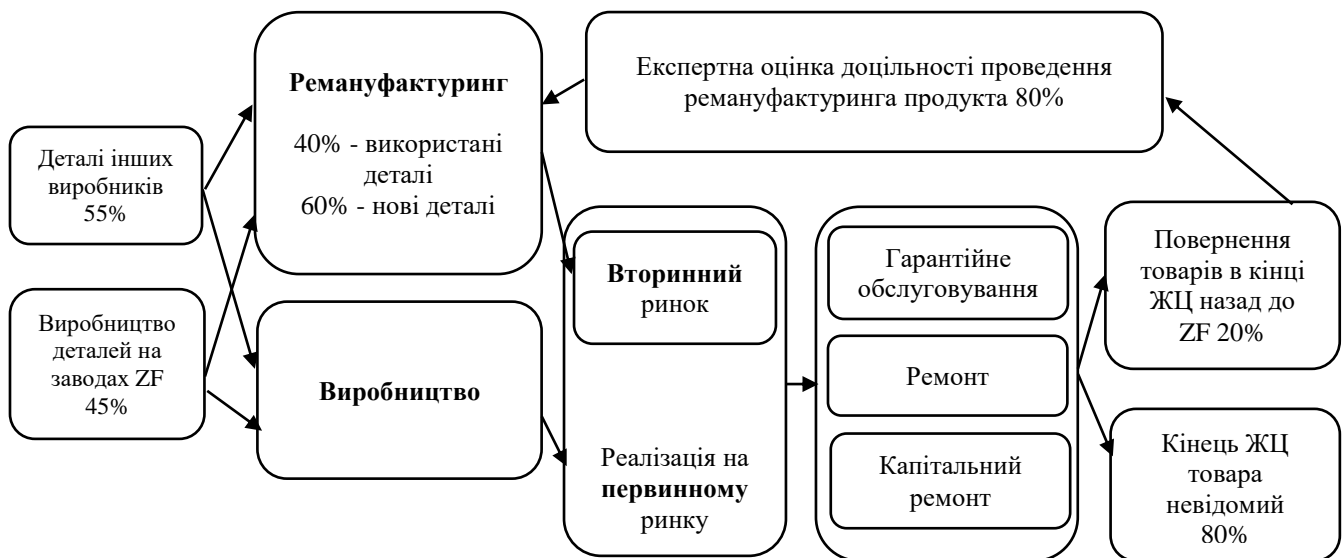 Деталі інших
виробників
55%
Виробництво
деталей на
заводах ZF
45%
Ремануфактуринг
40% - використані
деталі
60% - нові деталі
Виробництво
Експертна оцінка доцільності проведення
ремануфактуринга продукта 80%
Вторинний
ринок
Реалізація на
первинному
ринку
Гарантійне
обслуговування
Ремонт
Капітальний
ремонт
Повернення
товарів в кінці
ЖЦ назад до
ZF 20%
Кінець ЖЦ
товара
невідомий
80%